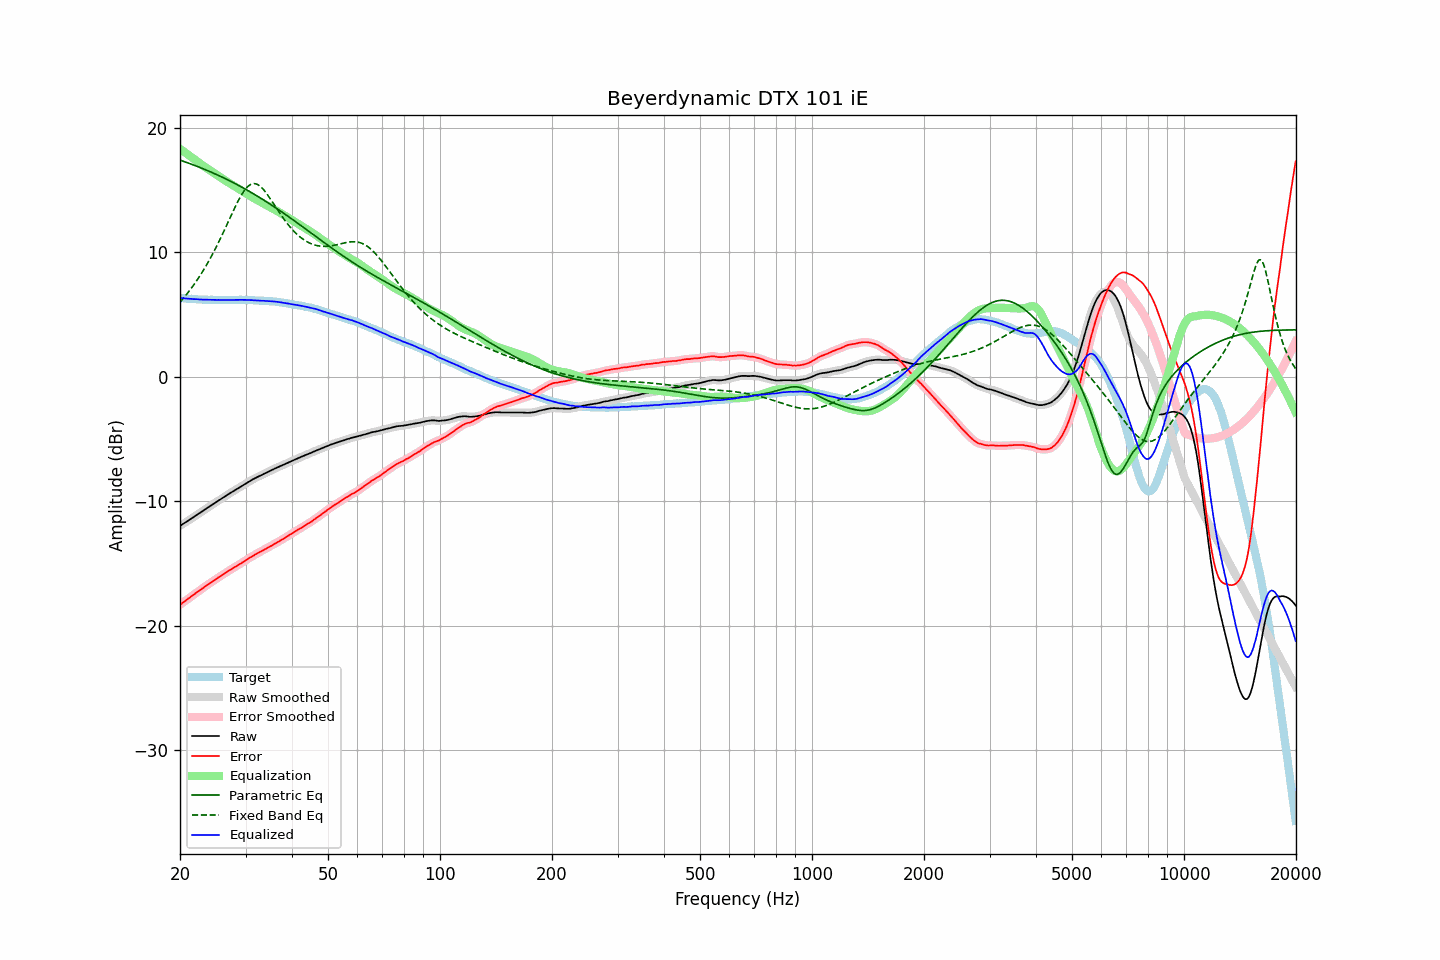 Beyerdynamic DTX 101 iE
20
10
0
−10
−20
−30
Amplitude (dBr)
Target
Raw Smoothed
Error Smoothed
Raw
Error
Equalization
Parametric Eq
Fixed Band Eq
Equalized
20 50 100 200 500 1000 2000 5000 10000 20000
Frequency (Hz)